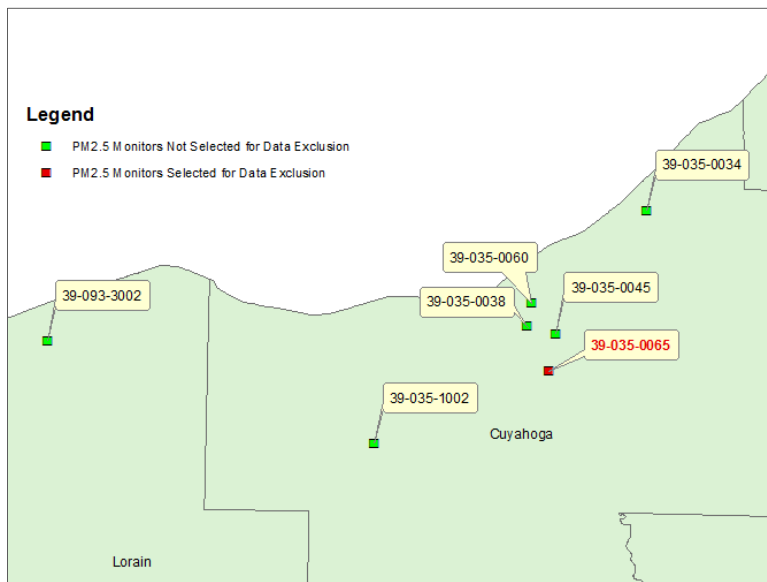 Legend
PM2.5 Monitors Not Selected for Data Exclusion
PM2.5 Monitors Selected for Data Exclusion
39-035-0034
39-035-0060
39-093-3002
39-035-0038
39-035-0045
39-035-0065
39-035-1002
Cuyahoga
Lorain